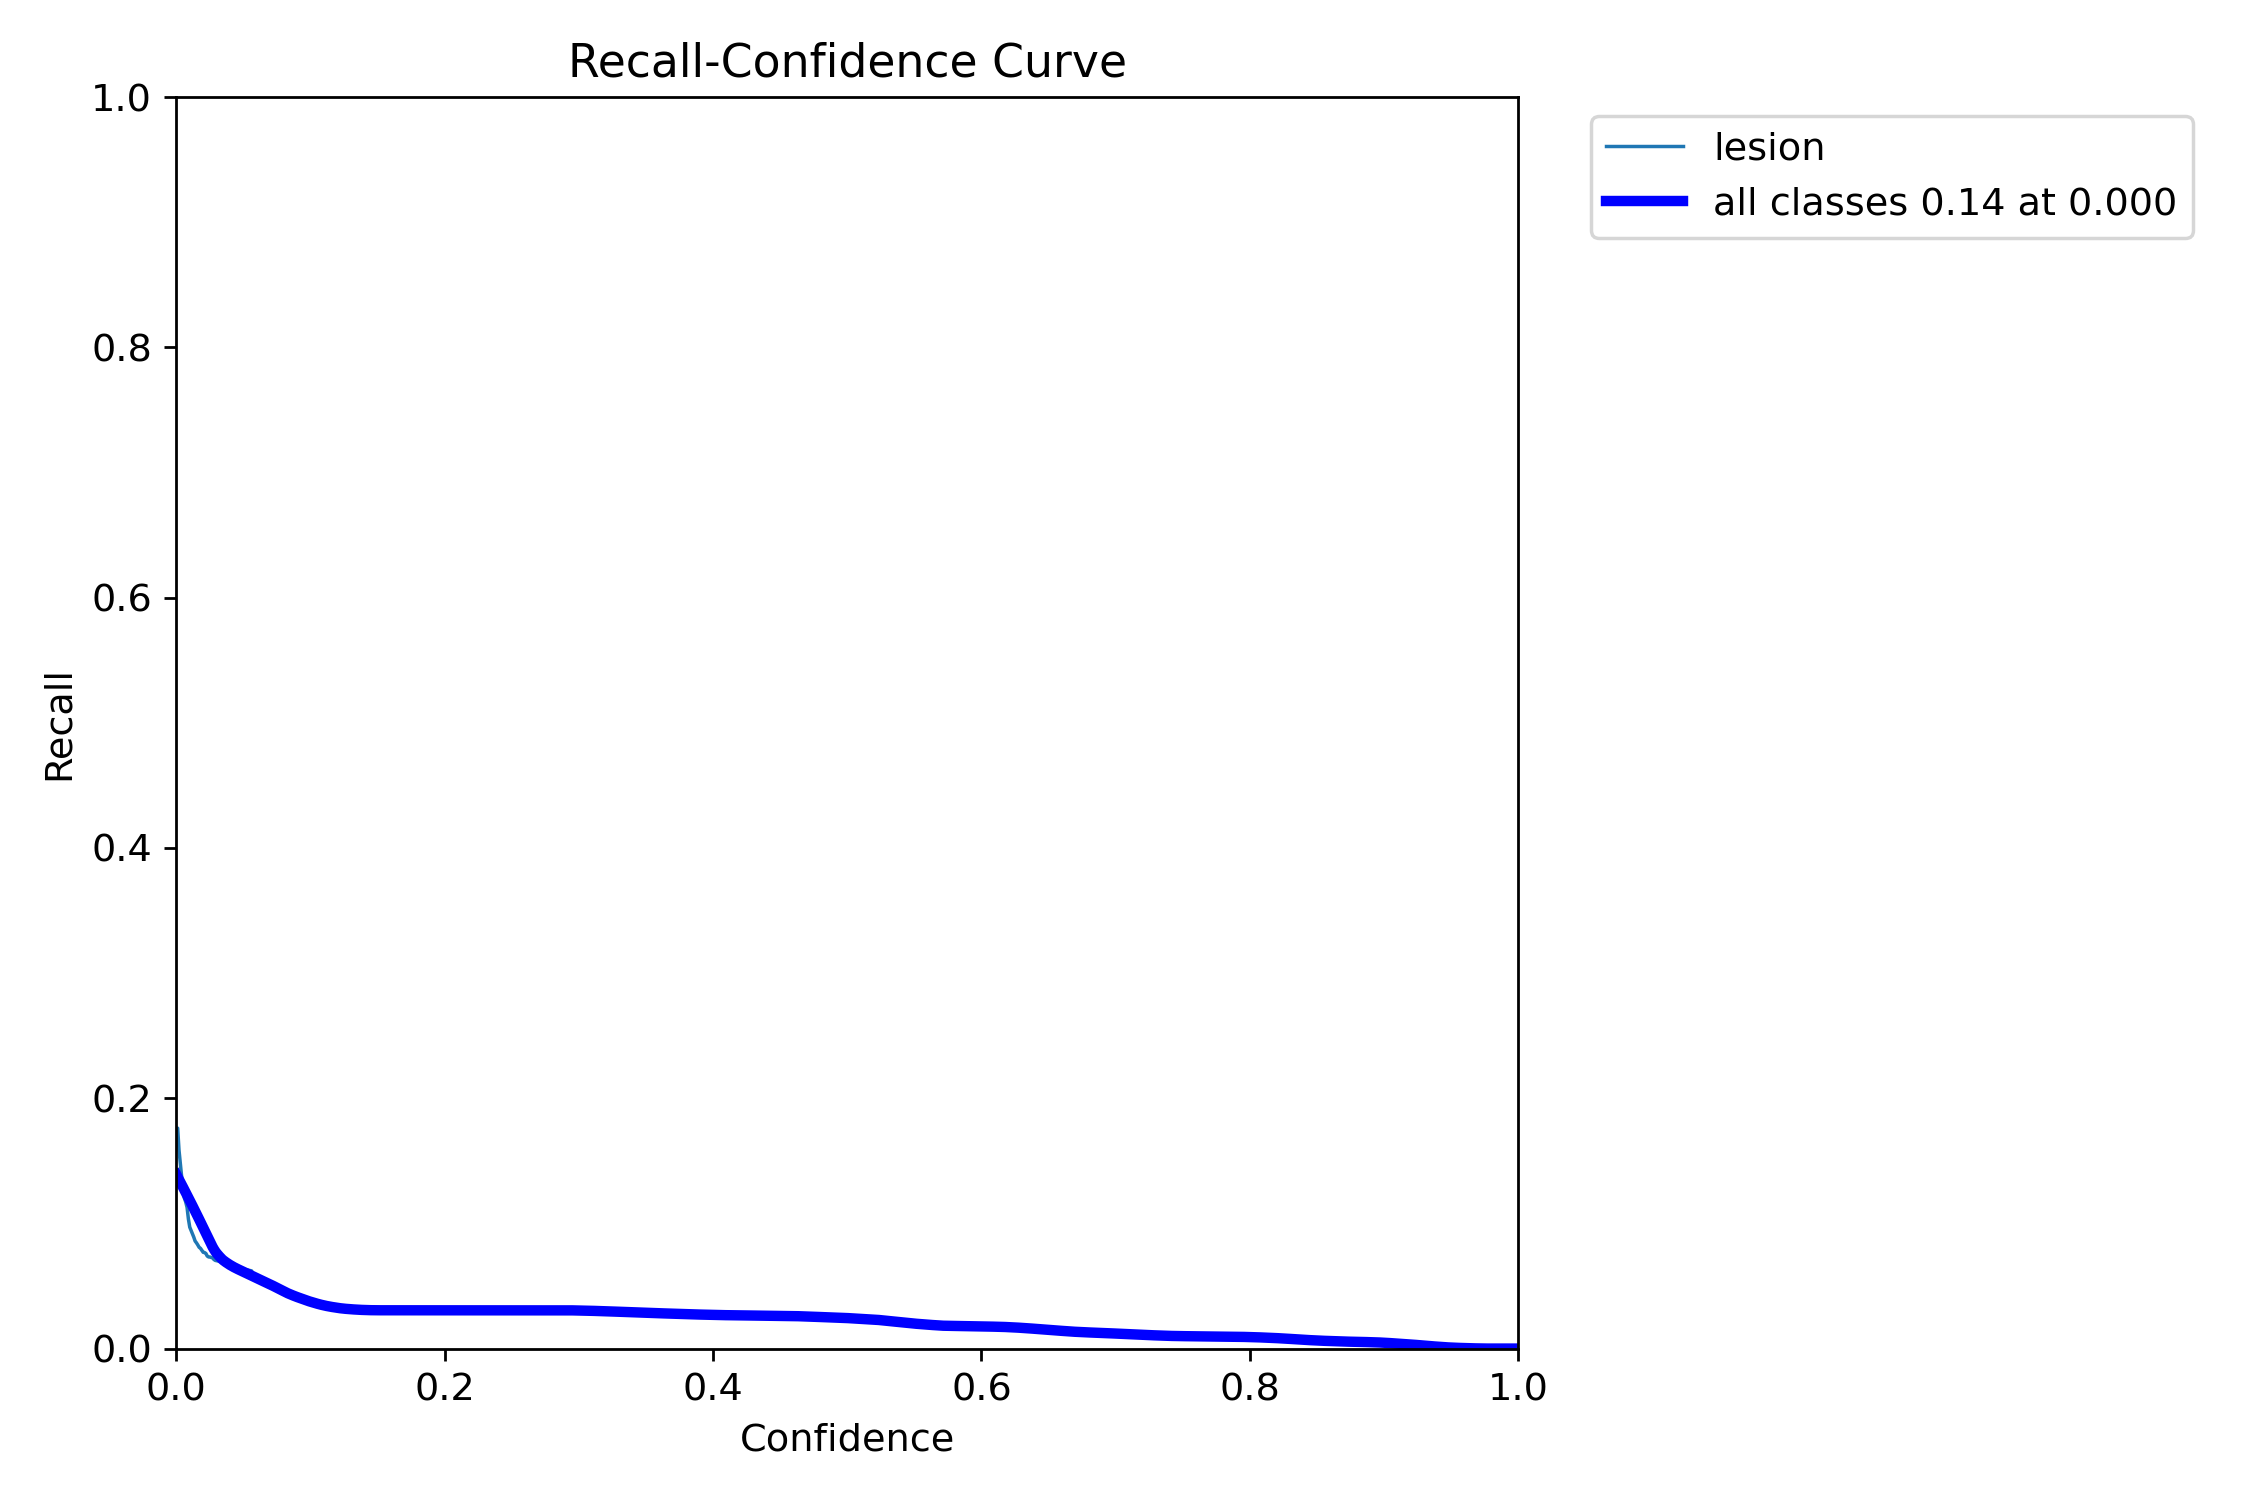 Recall-Confidence Curve
1.0
0.8
0.6
0.4
0.2
0.0
Recall
0.0 0.2 0.4 0.6 0.8 1.0
Confidence
lesion
all classes 0.14 at 0.000